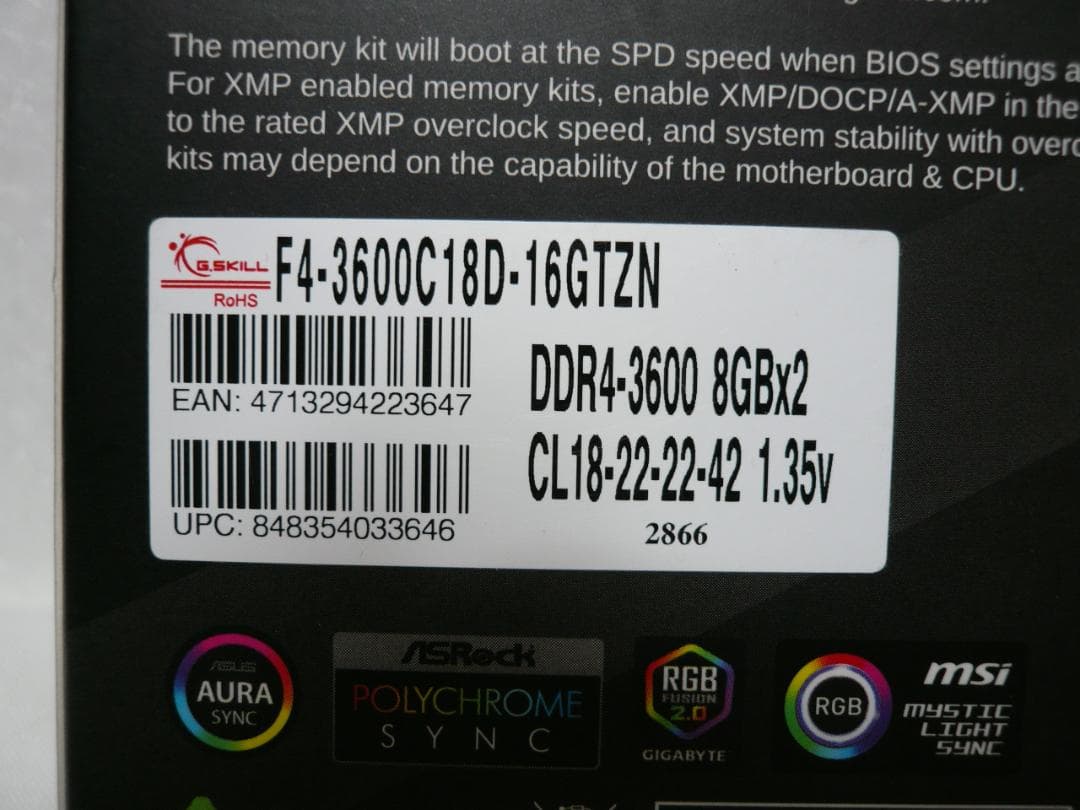 The memory kit will boot at the SPD speed when BIOS settings a
For XMP enabled memory kits, enable XMP/DOCP/A-XMP in the
to the rated XMP overclock speed, and system stability with overc
kits may depend on the capability of the motherboard & CPU.
G.SKILL F4-3600C18D-16GTZN
RoHS
EAN: 4713294223647
DDR4-3600 8GBx2
CL18-22-22-42 1.35v
UPC: 848354033646
2866
ASUS
AURA
SYNC
ASRock
POLYCHROME
SYNC
RGB
FUSION
2.0
GIGABYTE
RGB
msi
MYSTIC
LIGHT
SYNC